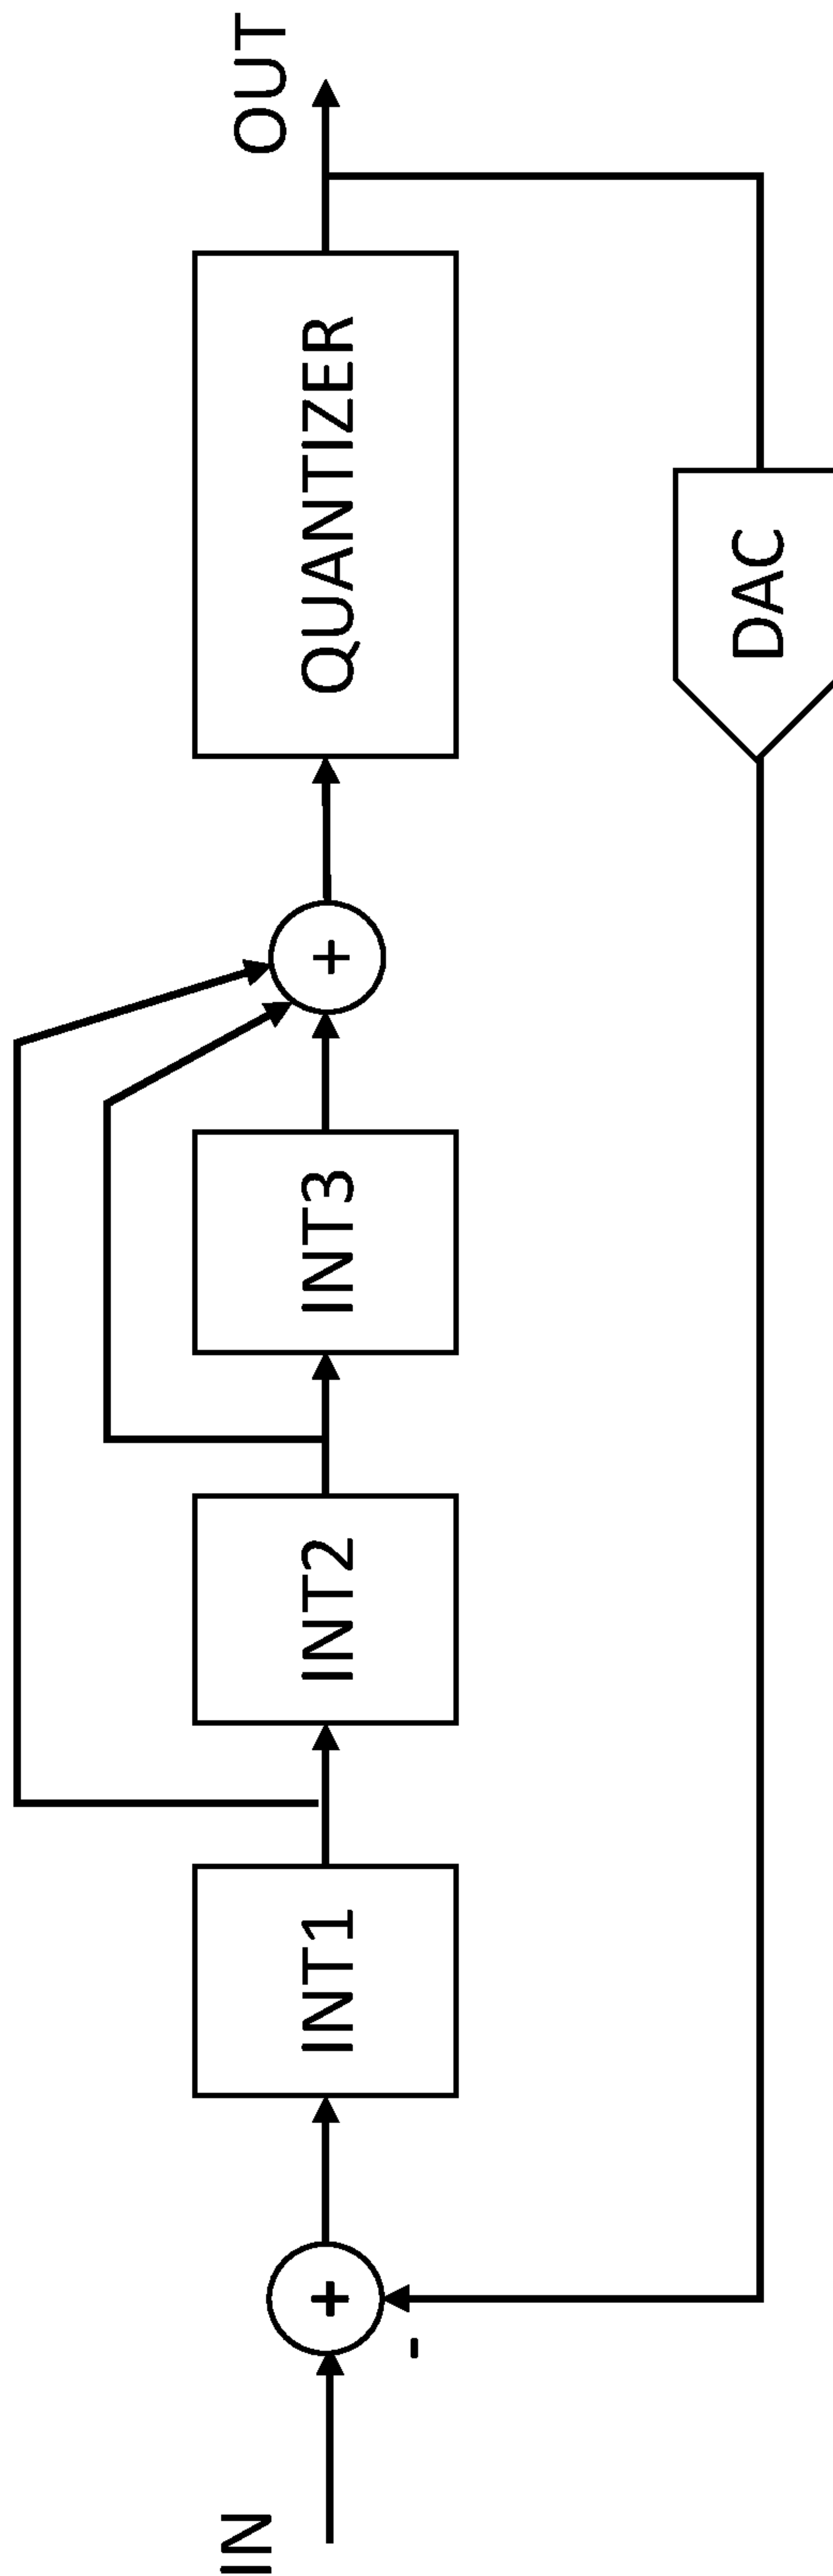 IN
+
-
INT1
INT2
INT3
+
QUANTIZER
OUT
DAC